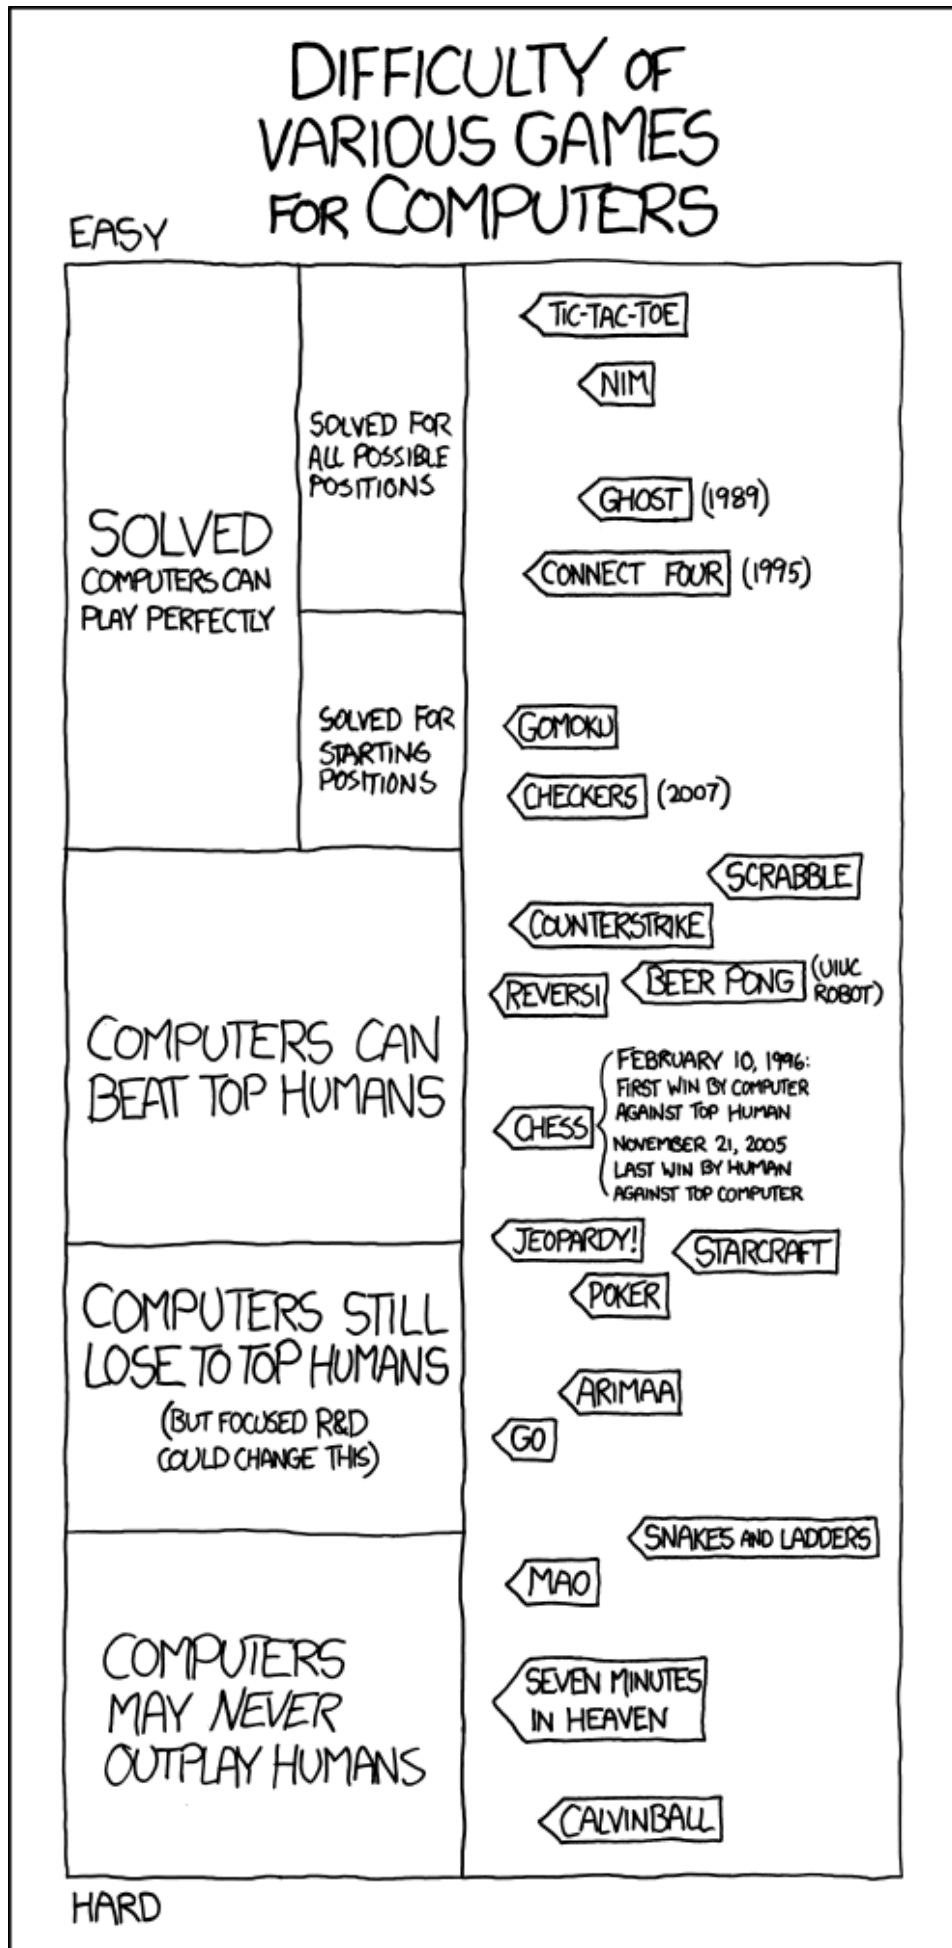 DIFFICULTY OF
VARIOUS GAMES
FOR COMPUTERS
EASY
SOLVED
COMPUTERS CAN
PLAY PERFECTLY
SOLVED FOR
ALL POSSIBLE
POSITIONS
TIC-TAC-TOE
NIM
GHOST (1989)
CONNECT FOUR (1995)
SOLVED FOR
STARTING
POSITIONS
GOMOKU
CHECKERS (2007)
COMPUTERS CAN
BEAT TOP HUMANS
SCRABBLE
COUNTERSTRIKE
REVERSI
BEER PONG
(UIUC
ROBOT)
CHESS
FEBRUARY 10, 1996:
FIRST WIN BY COMPUTER
AGAINST TOP HUMAN
NOVEMBER 21, 2005
LAST WIN BY HUMAN
AGAINST TOP COMPUTER
JEOPARDY!
COMPUTERS STILL
LOSE TO TOP HUMANS
(BUT FOCUSED R&D
COULD CHANGE THIS)
STARCRAFT
POKER
ARIMAA
GO
COMPUTERS
MAY NEVER
OUTPLAY HUMANS
SNAKES AND LADDERS
MAO
SEVEN MINUTES
IN HEAVEN
CALVINBALL
HARD